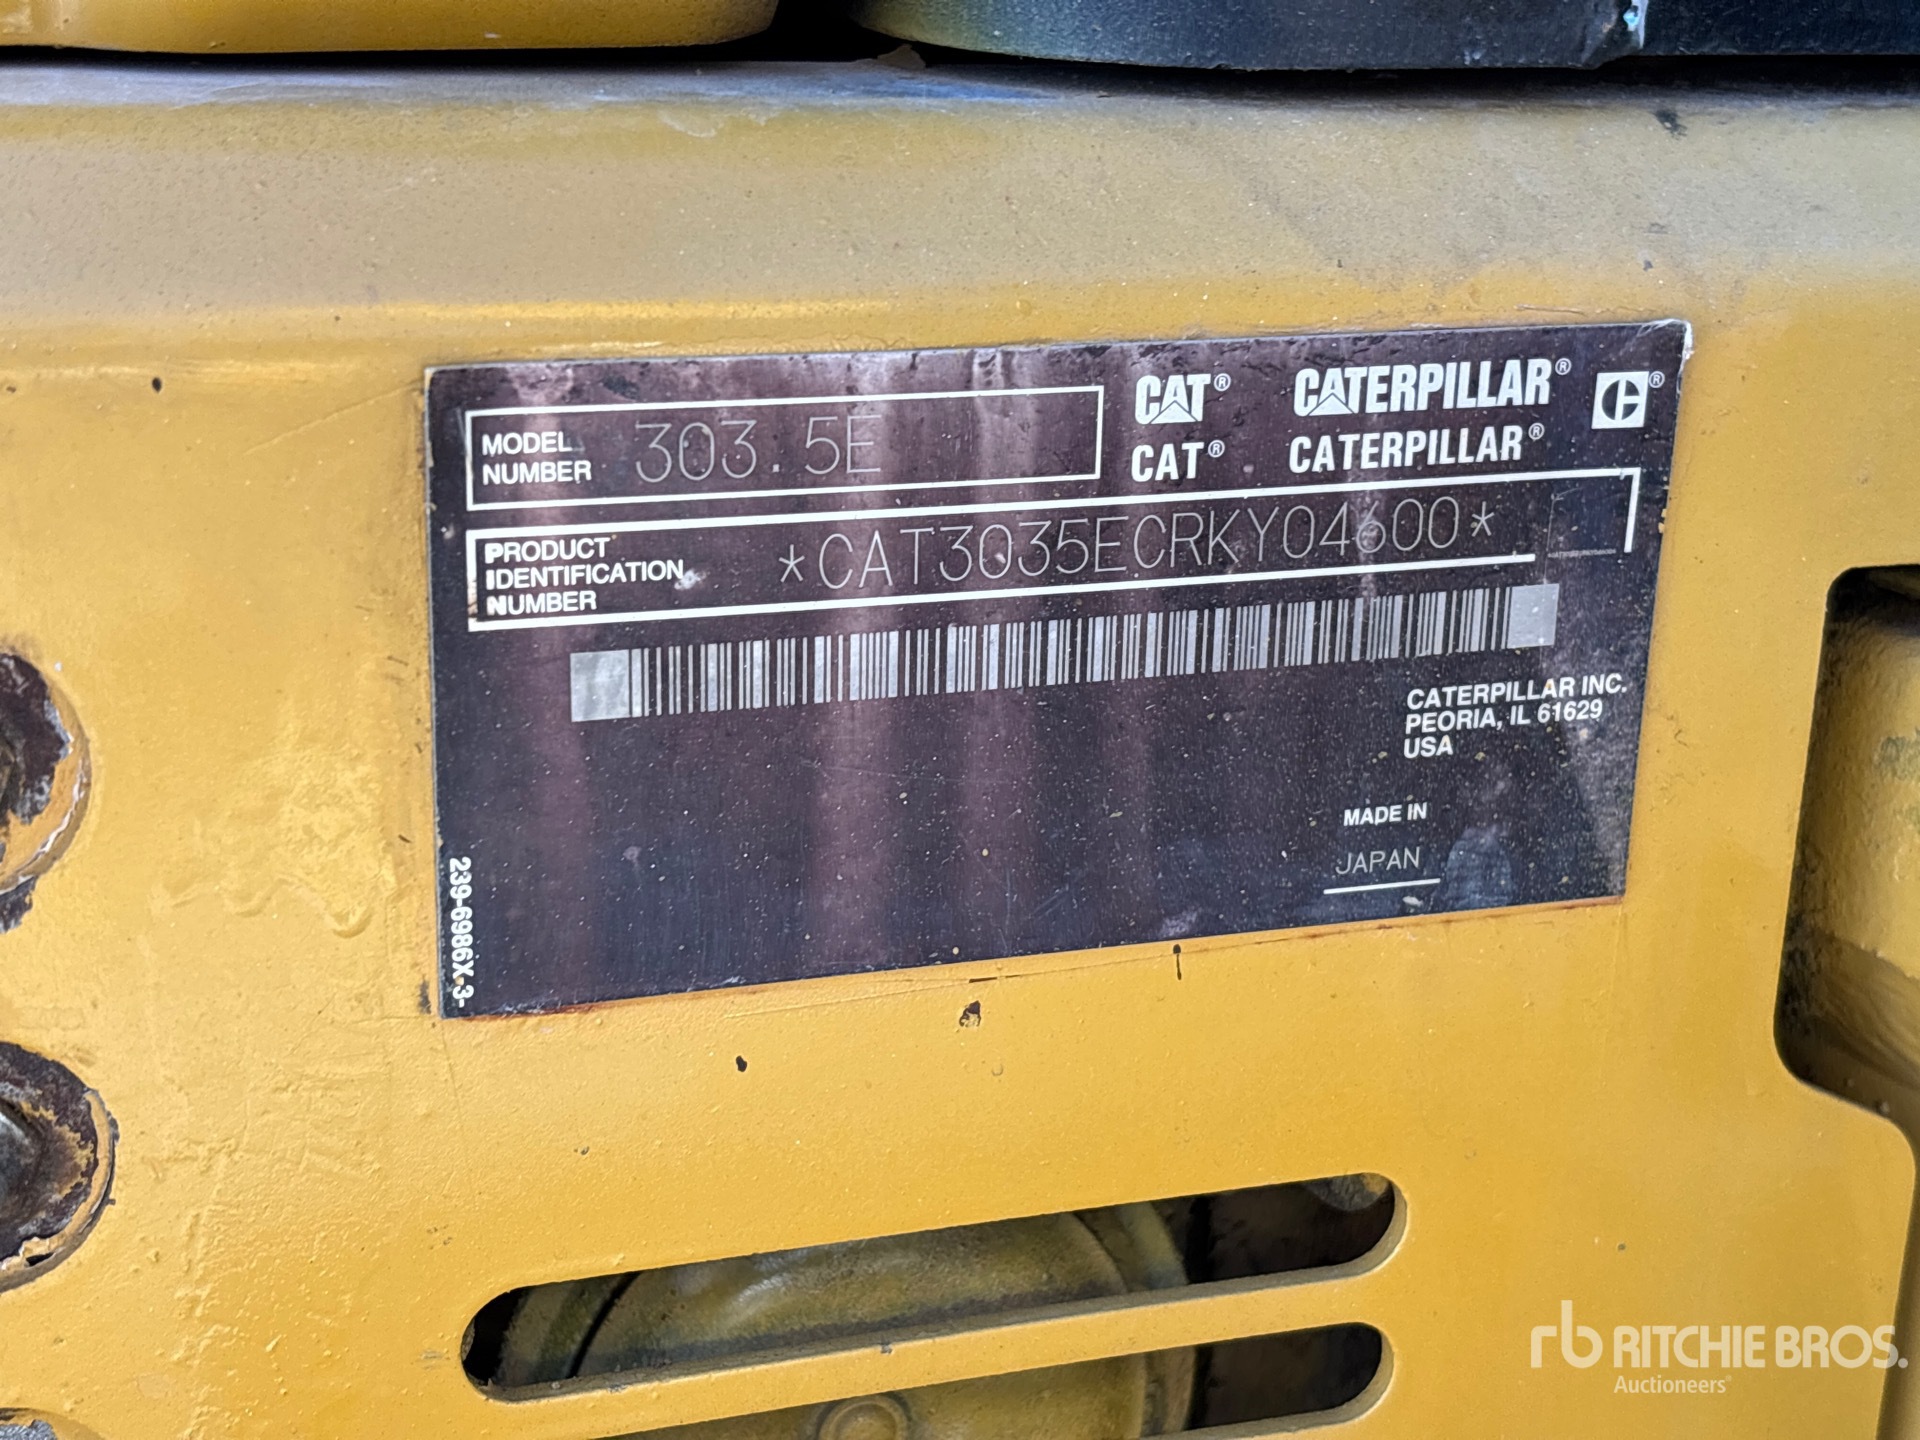 MODEL NUMBER 303.5E
CAT® CATERPILLAR®
CAT® CATERPILLAR®
PRODUCT
IDENTIFICATION
NUMBER
*CAT3035ECRKY04600*
CATERPILLAR INC.
PEORIA, IL 61629
USA
MADE IN
JAPAN
239-6986X-3-
rb RITCHIE BROS.
Auctioneers